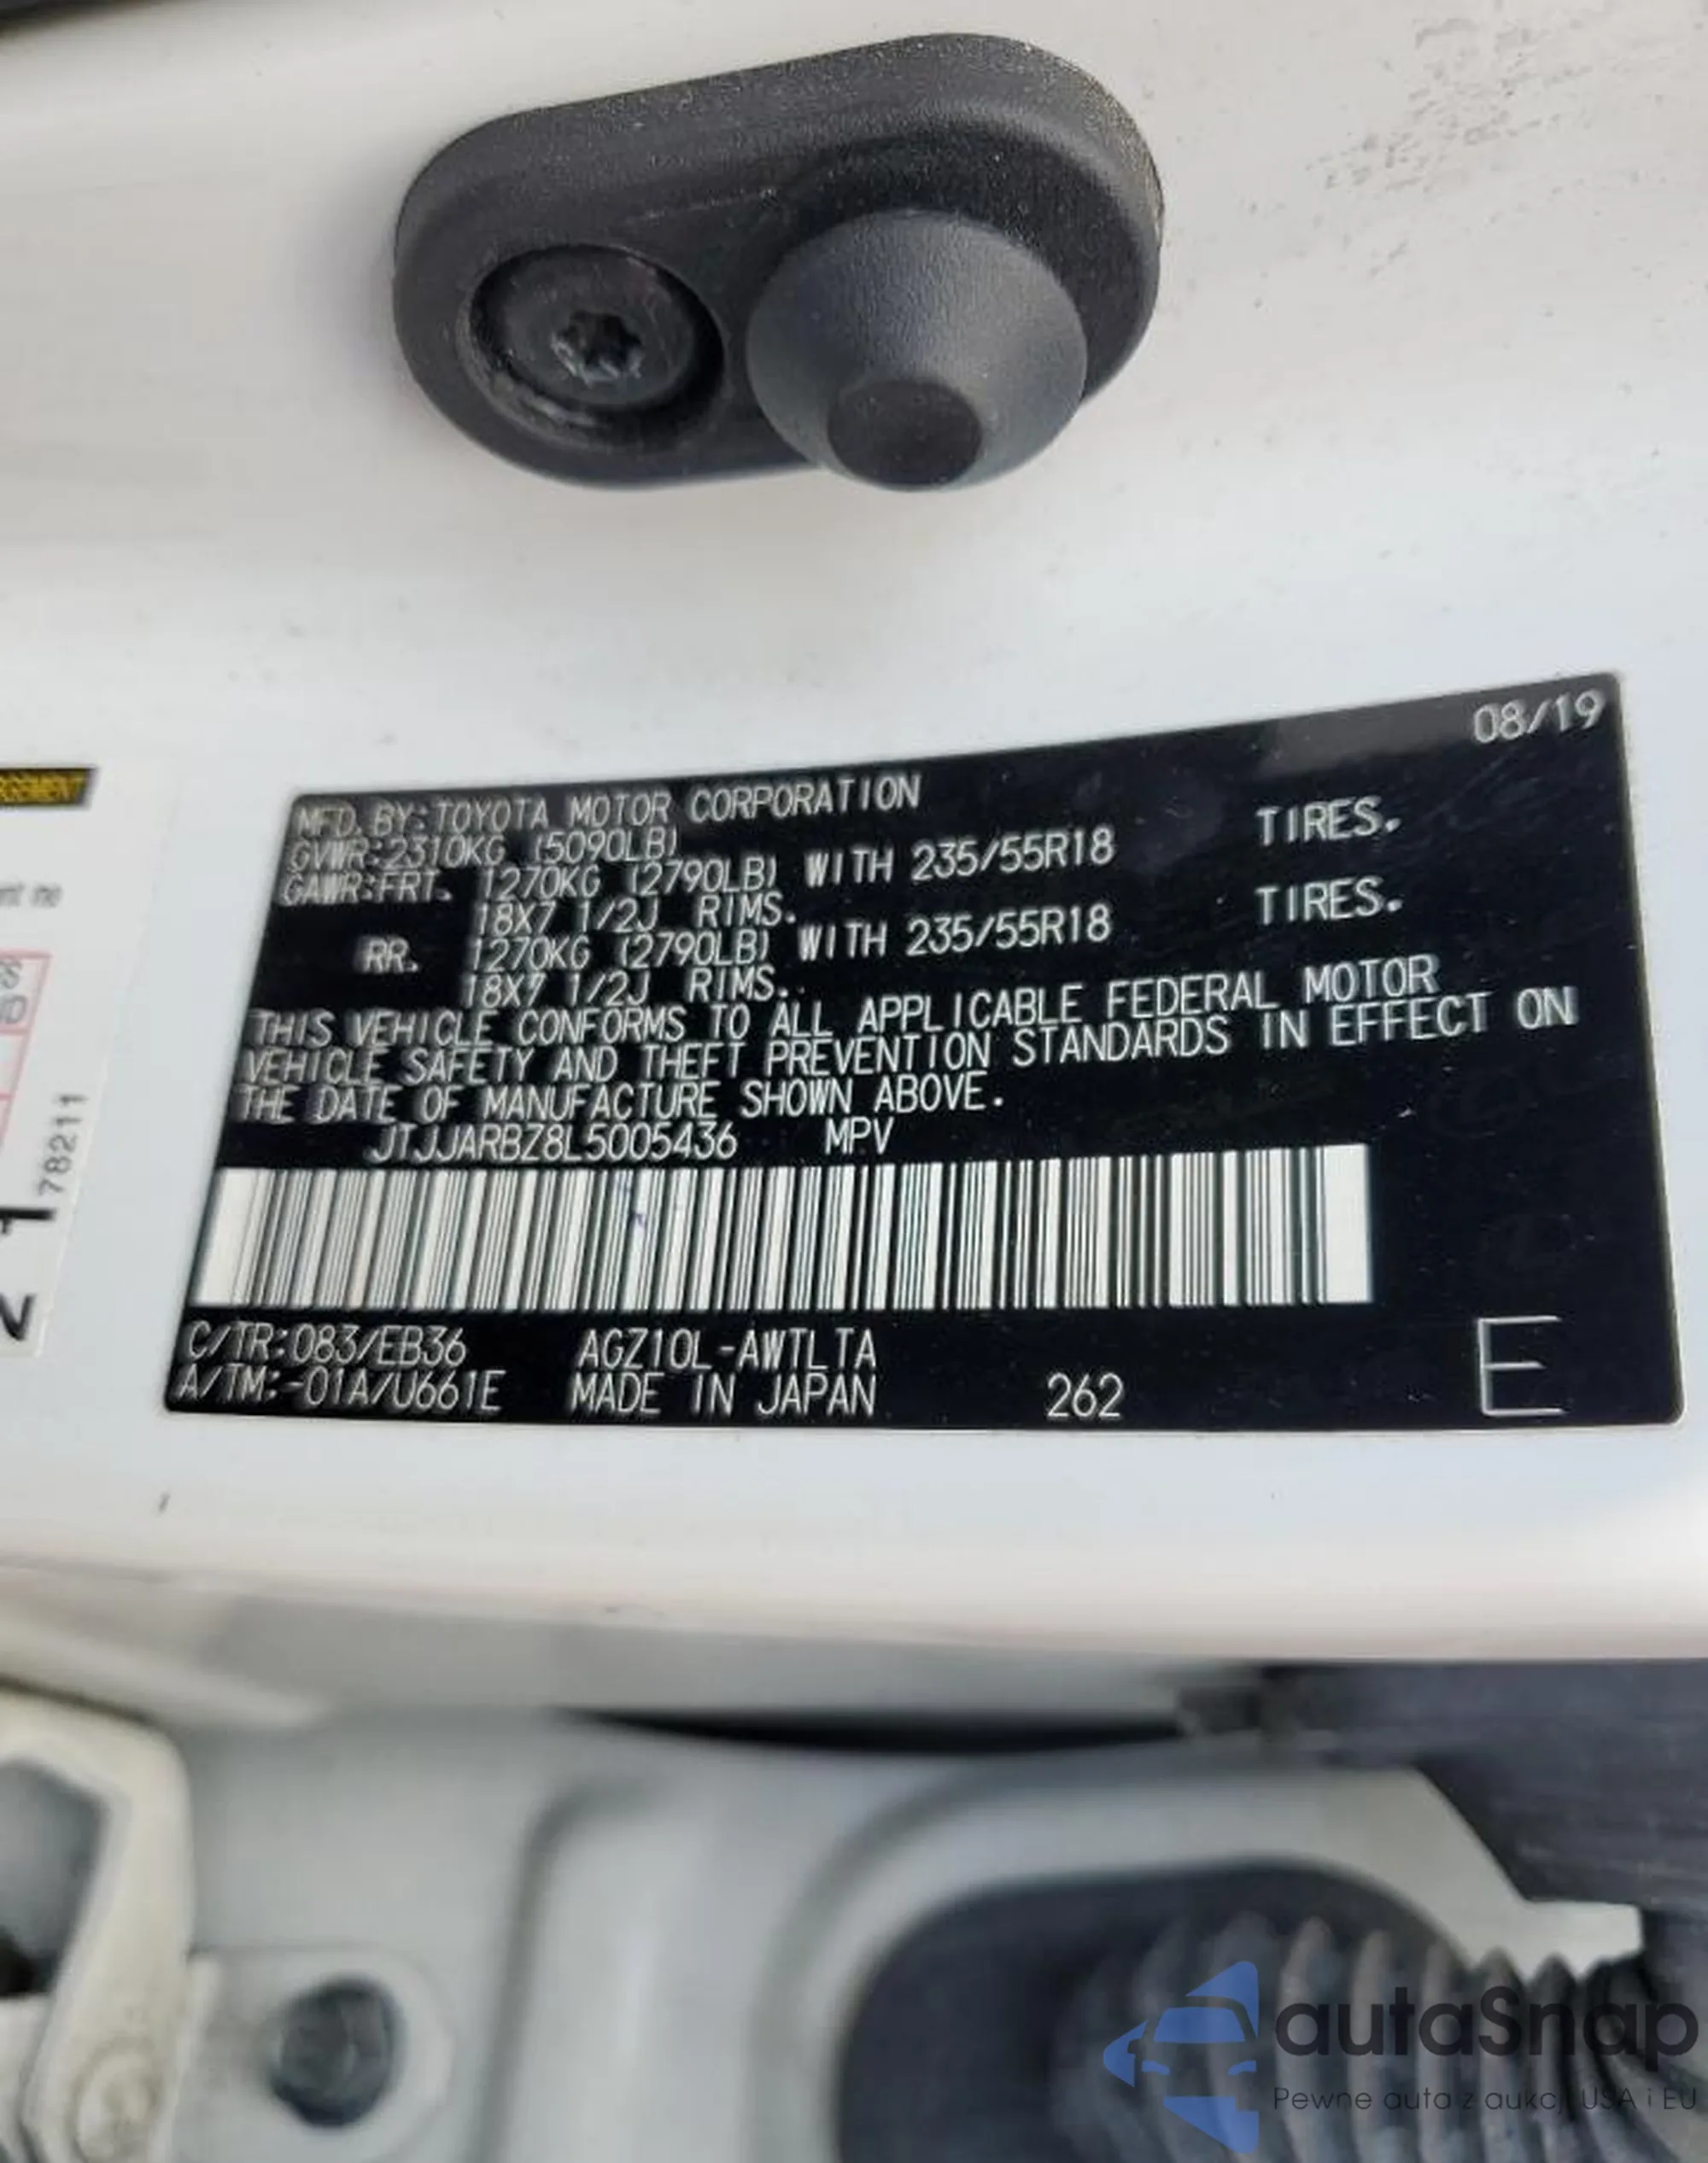 08/19
MFD. BY: TOYOTA MOTOR CORPORATION
GVWR: 2310KG (5090LB)
GAWR: FRT. 1270KG (2790LB) WITH 235/55R18 TIRES.
18X7 1/2J RIMS.
RR. 1270KG (2790LB) WITH 235/55R18 TIRES.
18X7 1/2J RIMS.
THIS VEHICLE CONFORMS TO ALL APPLICABLE FEDERAL MOTOR
VEHICLE SAFETY AND THEFT PREVENTION STANDARDS IN EFFECT ON
THE DATE OF MANUFACTURE SHOWN ABOVE.
JTJJARBZ8L5005436 MPV
C/TR: 083/EB36 AGZ10L-AWTLTA
A/TM: -01A/U661E MADE IN JAPAN 262 E
78211
2 1
autaSnap
Pewne auta z aukcji USA i EU